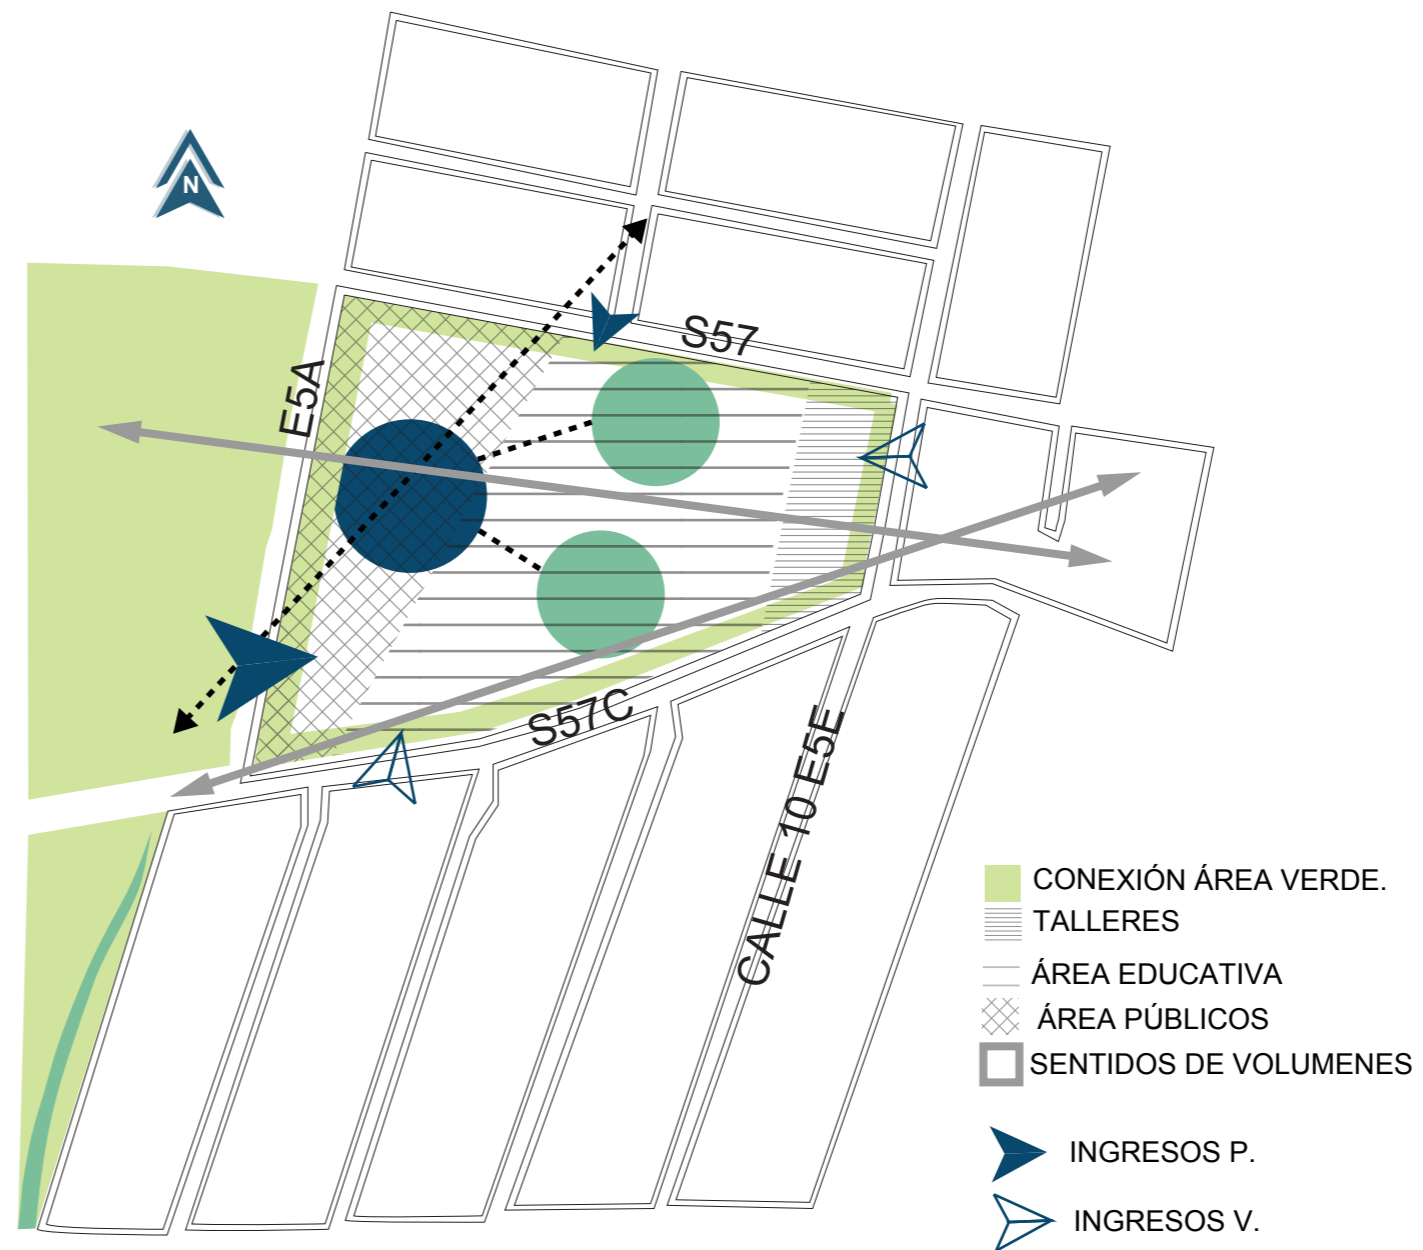 N
S57
E5A
S57C
CALLE 10 E5E
CONEXIÓN ÁREA VERDE.
TALLERES
ÁREA EDUCATIVA
ÁREA PÚBLICOS
SENTIDOS DE VOLUMENES
INGRESOS P.
INGRESOS V.